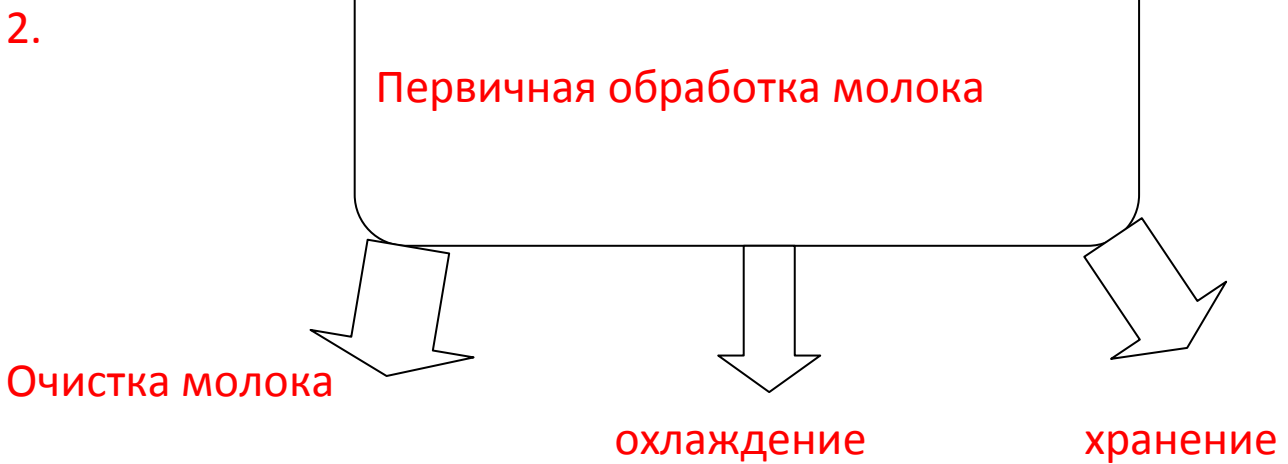 2.
Первичная обработка молока
Очистка молока
охлаждение
хранение